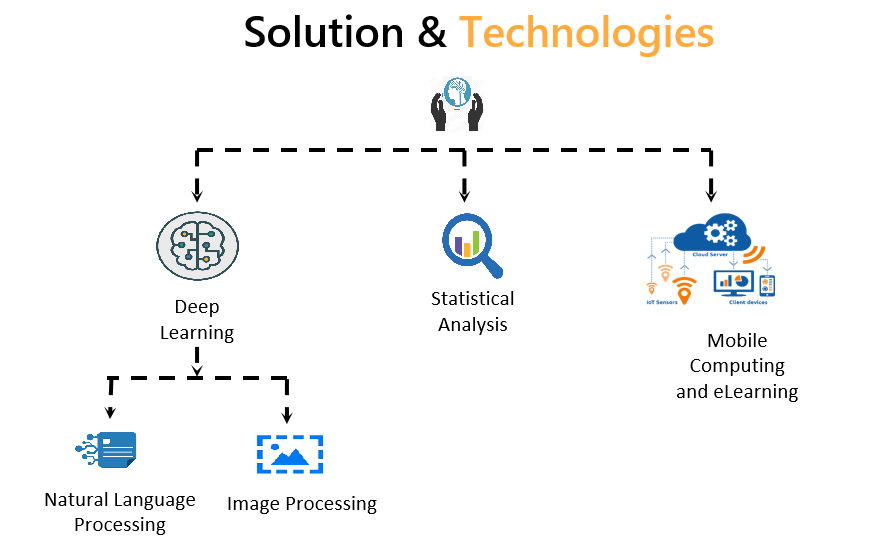 Solution & Technologies
Cloud Server
IoT Sensors
Client devices
Deep
Learning
Statistical
Analysis
Mobile
Computing
and eLearning
Natural Language
Processing
Image Processing